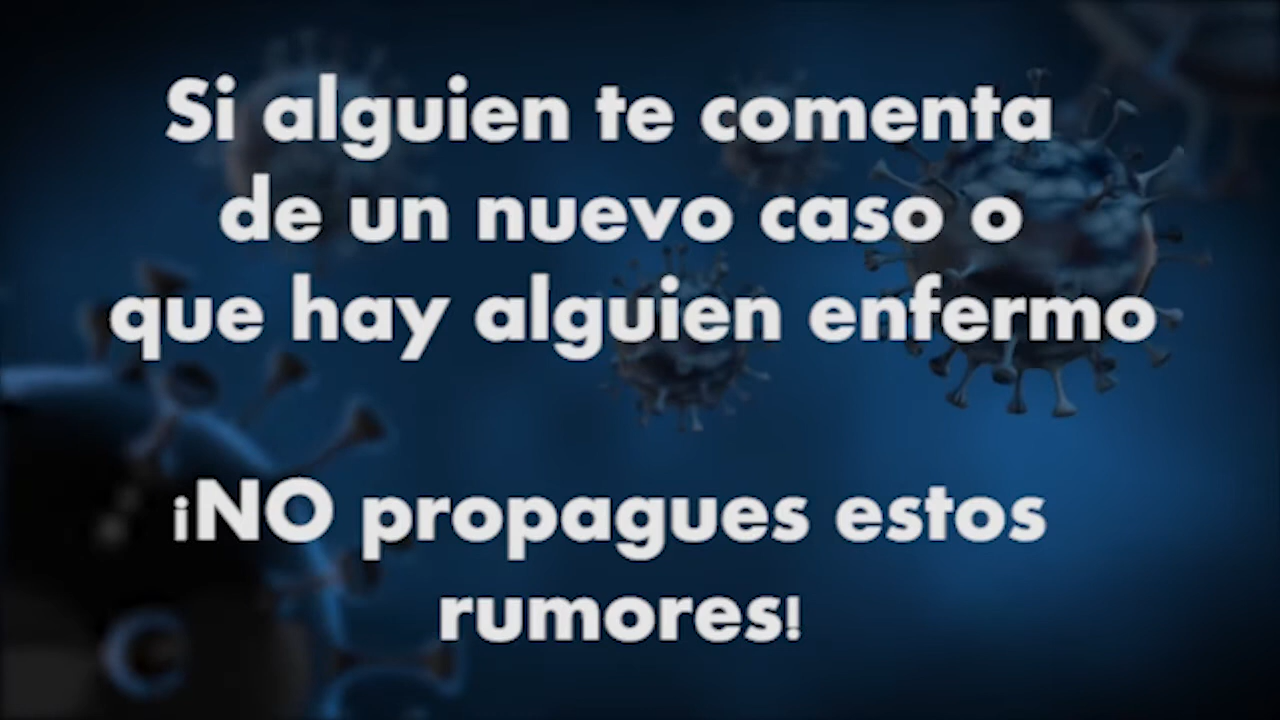 Si alguien te comenta
de un nuevo caso o
que hay alguien enfermo
¡NO propagues estos
rumores!